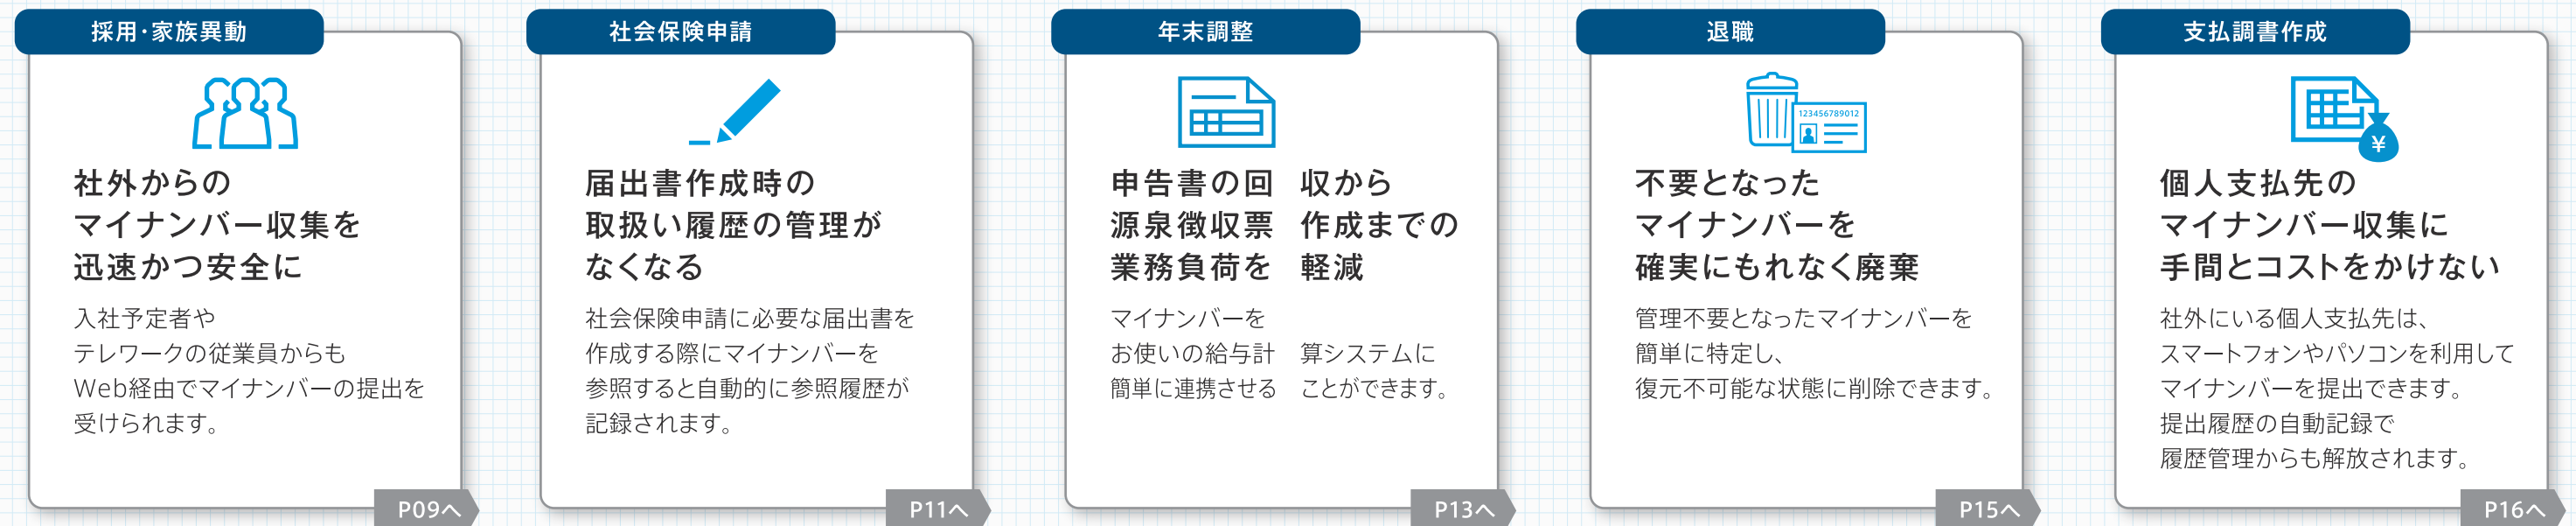 採用・家族異動
社外からの
マイナンバー収集を
迅速かつ安全に
入社予定者や
テレワークの従業員からも
Web経由でマイナンバーの提出を
受けられます。
P09へ
社会保険申請
届出書作成時の
取扱い履歴の管理が
なくなる
社会保険申請に必要な届出書を
作成する際にマイナンバーを
参照すると自動的に参照履歴が
記録されます。
P11へ
年末調整
申告書の回 収から
源泉徴収票 作成までの
業務負荷を 軽減
マイナンバーを
お使いの給与計 算システムに
簡単に連携させる ことができます。
P13へ
退職
123456789012
不要となった
マイナンバーを
確実にもれなく廃棄
管理不要となったマイナンバーを
簡単に特定し、
復元不可能な状態に削除できます。
P15へ
支払調書作成
¥
個人支払先の
マイナンバー収集に
手間とコストをかけない
社外にいる個人支払先は、
スマートフォンやパソコンを利用して
マイナンバーを提出できます。
提出履歴の自動記録で
履歴管理からも解放されます。
P16へ